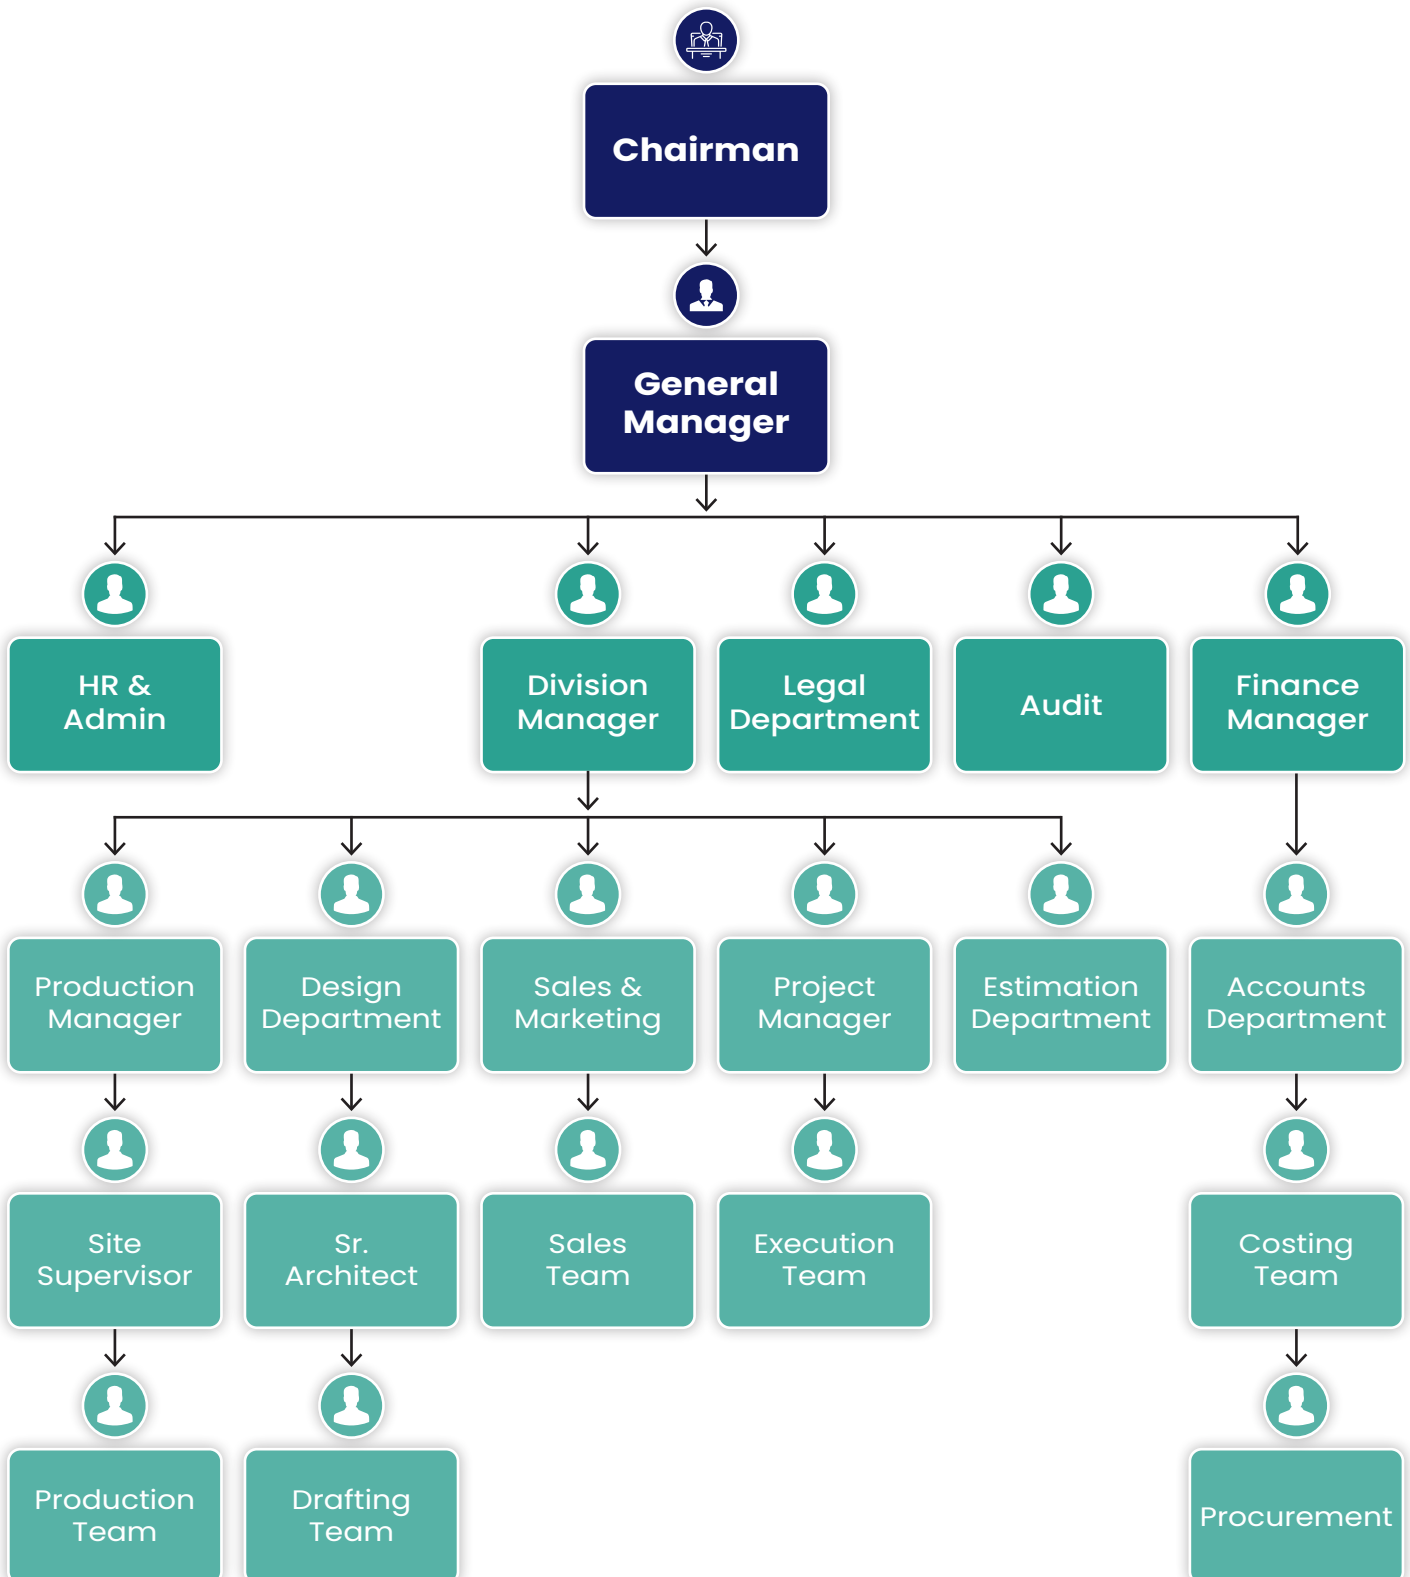 Chairman
General
Manager
HR &
Admin
Division
Manager
Legal
Department
Audit
Finance
Manager
Production
Manager
Design
Department
Sales &
Marketing
Project
Manager
Estimation
Department
Accounts
Department
Site
Supervisor
Sr.
Architect
Sales
Team
Execution
Team
Costing
Team
Production
Team
Drafting
Team
Procurement